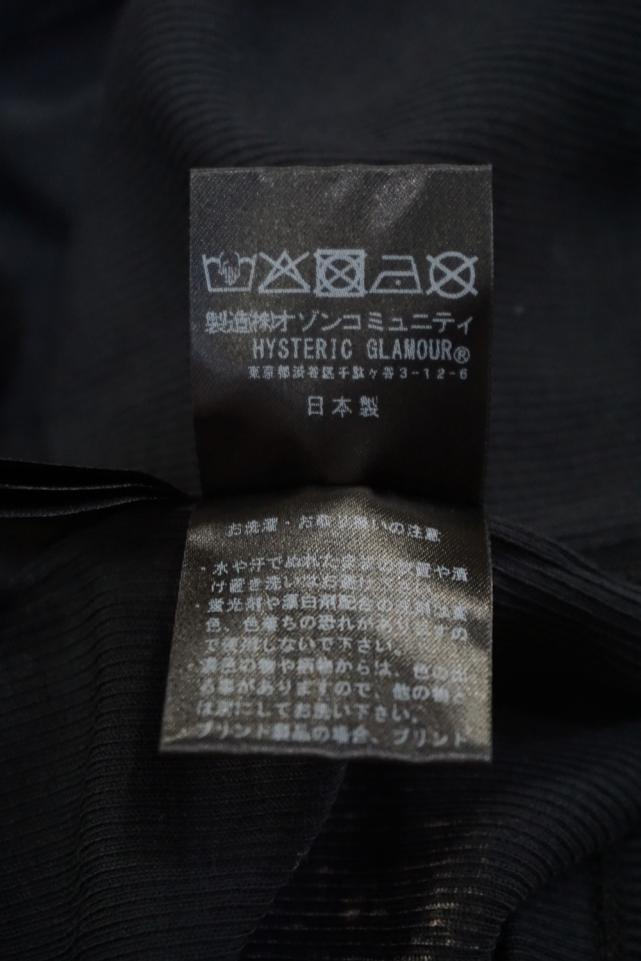 製造(株)オゾンコミュニティ
HYSTERIC GLAMOUR®
東京都渋谷区千駄ヶ谷3-12-6
日本製
お洗濯・お取り扱いの注意
・水や汗でぬれたままの放置や漬
け置き洗いはお避け下さい。
・蛍光剤や漂白剤配合の洗剤は変
色、色落ちの恐れがありますの
で使用しないで下さい。
・濃色の物や柄物からは、色の出
る事がありますので、他の物と
は別にしてお洗い下さい。
・プリント製品の場合、プリント